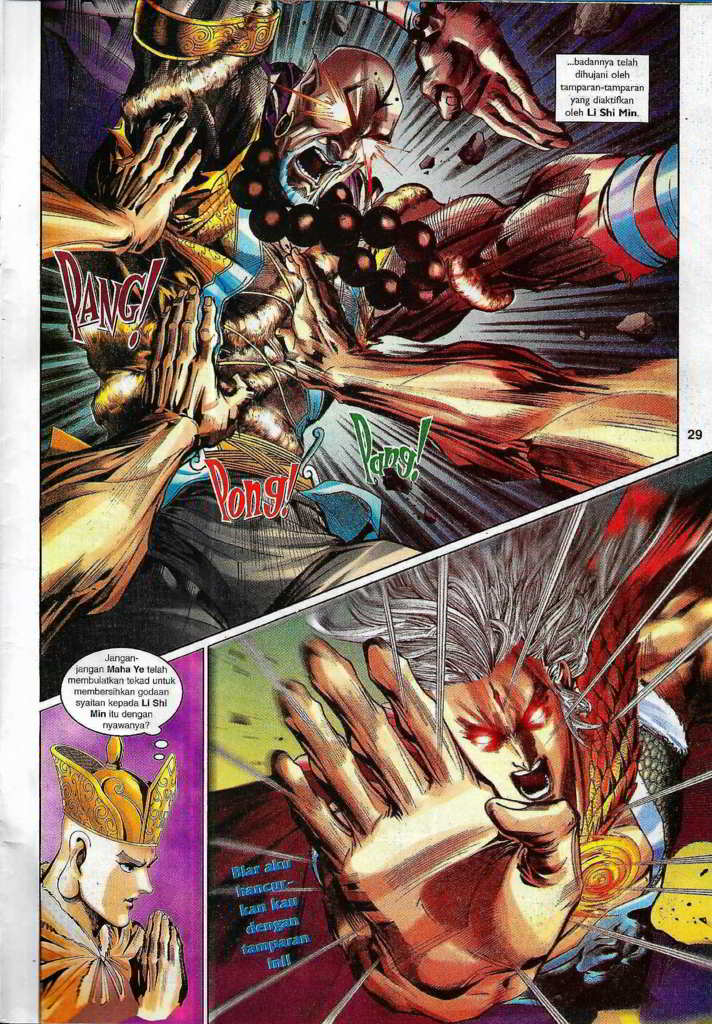 ...badannya telah
dihujani oleh
tamparan-tamparan
yang diaktifkan
oleh Li Shi Min.
PANG!
Pang!
Pong!
29
Jangan-
jangan Maha Ye telah
membulatkan tekad untuk
membersihkan godaan
syaitan kepada Li Shi
Min itu dengan
nyawanya?
Biar aku
hancur-
kan kau
dengan
tamparan
ini!